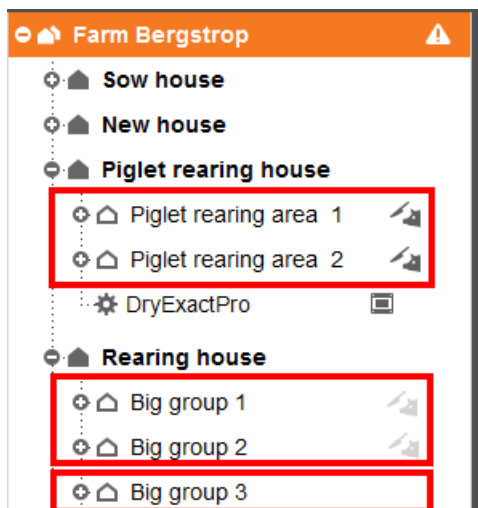 Farm Bergstrop
Sow house
New house
Piglet rearing house
Piglet rearing area 1
Piglet rearing area 2
DryExactPro
Rearing house
Big group 1
Big group 2
Big group 3